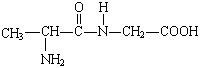 O H
CH₃-CH-C-N-CH₂-COOH
NH₂